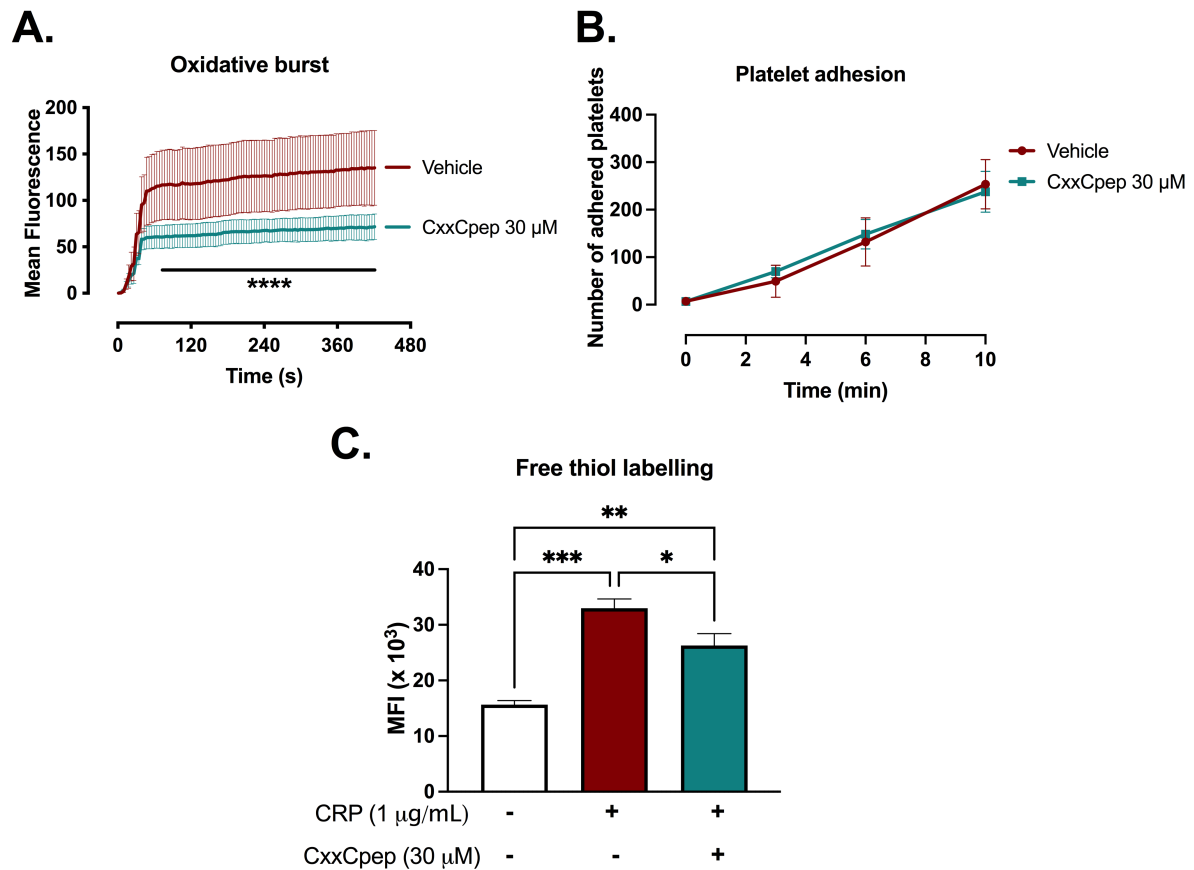 A.
Oxidative burst
Mean Fluorescence
200
150
100
50
0
Vehicle
CxxCpep 30 µM
****
0 120 240 360 480
Time (s)
B.
Platelet adhesion
Number of adhered platelets
400
300
200
100
0
Vehicle
CxxCpep 30 µM
0 2 4 6 8 10
Time (min)
C.
Free thiol labelling
**
*** *
MFI (x 10³)
40
30
20
10
0
CRP (1 µg/mL) - + +
CxxCpep (30 µM) - - +